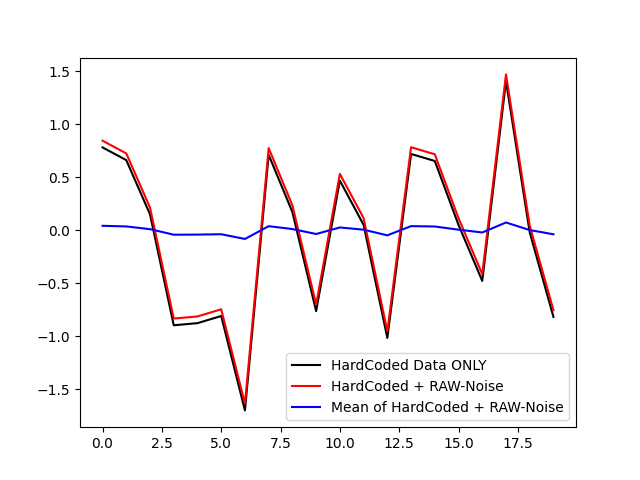 1.5
1.0
0.5
0.0
−0.5
−1.0
−1.5
0.0 2.5 5.0 7.5 10.0 12.5 15.0 17.5
HardCoded Data ONLY
HardCoded + RAW-Noise
Mean of HardCoded + RAW-Noise